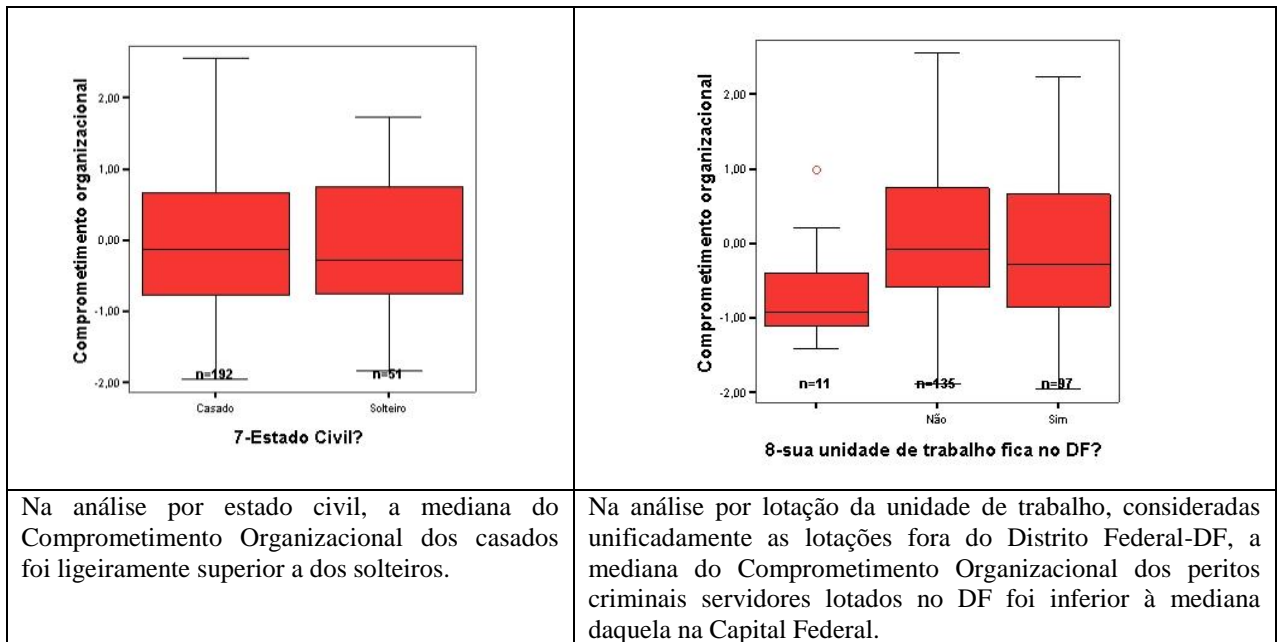 Comprometimento organizacional
2,00
1,00
0,00
-1,00
-2,00
n=192
n=51
Casado
Solteiro
7-Estado Civil?
Comprometimento organizacional
2,00
1,00
0,00
-1,00
-2,00
n=11
n=135
n=97
Não
Sim
8-sua unidade de trabalho fica no DF?
Na análise por estado civil, a mediana do
Comprometimento Organizacional dos casados
foi ligeiramente superior a dos solteiros.
Na análise por lotação da unidade de trabalho, consideradas
unificadamente as lotações fora do Distrito Federal-DF, a
mediana do Comprometimento Organizacional dos peritos
criminais servidores lotados no DF foi inferior à mediana
daquela na Capital Federal.